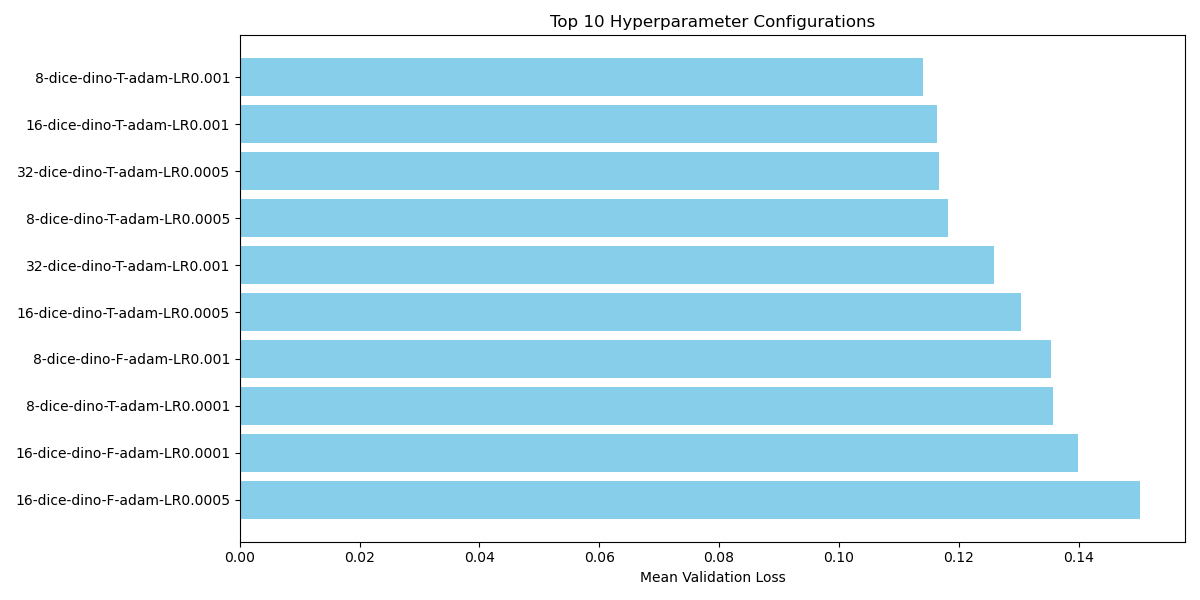 Top 10 Hyperparameter Configurations
8-dice-dino-T-adam-LR0.001
16-dice-dino-T-adam-LR0.001
32-dice-dino-T-adam-LR0.0005
8-dice-dino-T-adam-LR0.0005
32-dice-dino-T-adam-LR0.001
16-dice-dino-T-adam-LR0.0005
8-dice-dino-F-adam-LR0.001
8-dice-dino-T-adam-LR0.0001
16-dice-dino-F-adam-LR0.0001
16-dice-dino-F-adam-LR0.0005
0.00 0.02 0.04 0.06 0.08 0.10 0.12 0.14
Mean Validation Loss